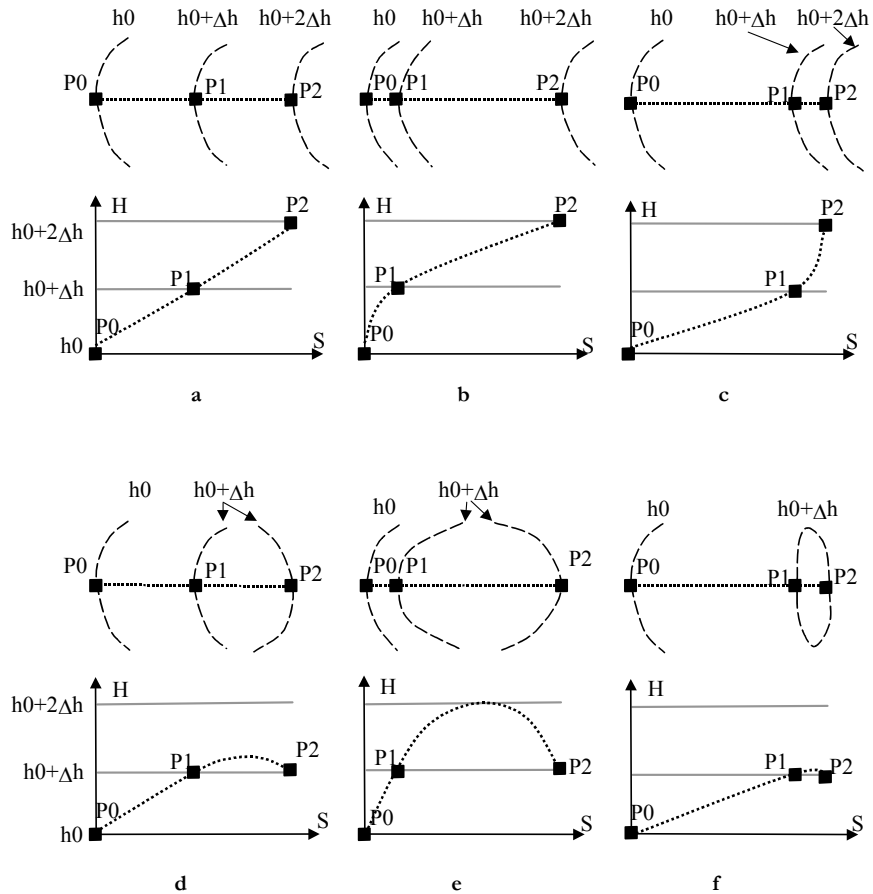 h0 h0+Δh h0+2Δh h0 h0+Δh h0+2Δh h0+Δh h0+2Δh
h0
P0 P1 P2 P0 P1 P2 P0 P1 P2
H P2 H P2 H P2
h0+2Δh
P1 P1 P1
h0+Δh
P0 P0 P0
h0 S S S
a b c
h0 h0+Δh h0 h0+Δh h0 h0+Δh
P0 P1 P2 P0 P1 P2 P0 P1 P2
H H H
h0+2Δh
P1 P2 P1 P2 P1 P2
h0+Δh
P0 P0 P0
h0 S S S
d e f